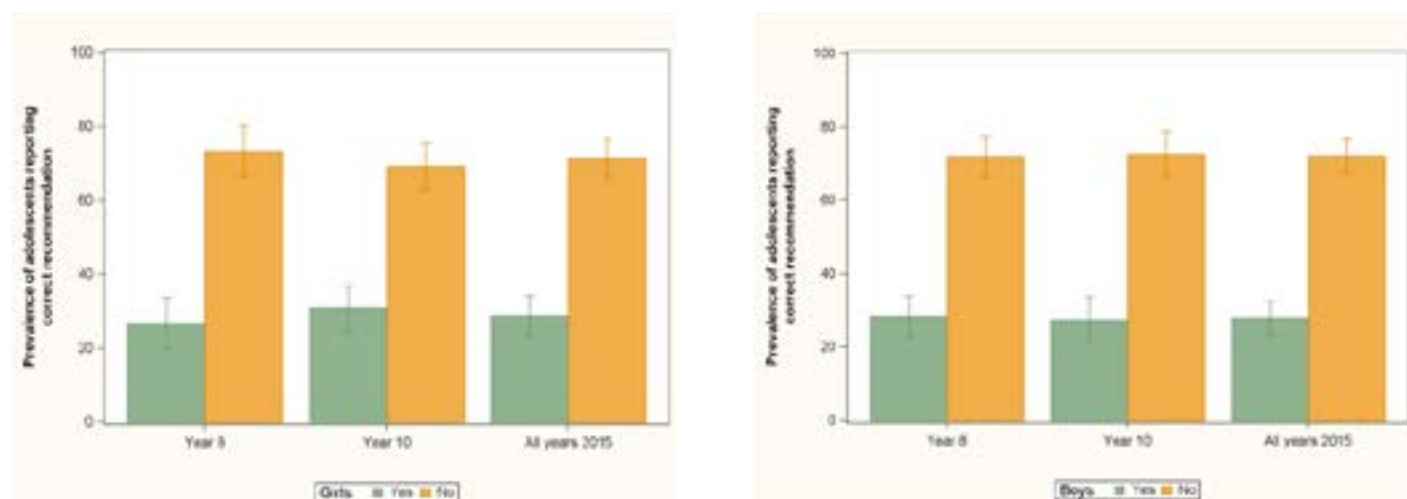 Prevalence of adolescents reporting
correct recommendation
100
80
60
40
20
0
Year 8
Year 10
All years 2015
Girls Yes No
Prevalence of adolescents reporting
correct recommendation
100
80
60
40
20
0
Year 8
Year 10
All years 2015
Boys Yes No